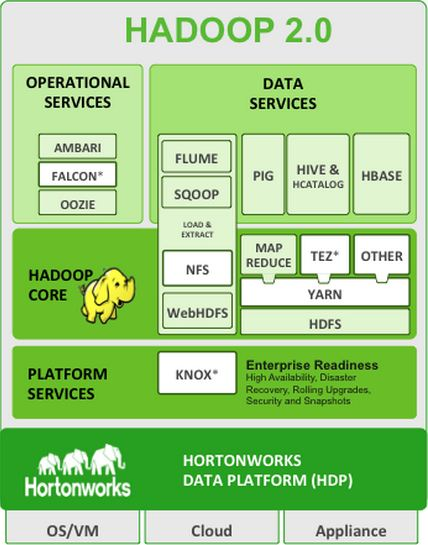 HADOOP 2.0
OPERATIONAL
SERVICES
AMBARI
FALCON*
OOZIE
DATA
SERVICES
FLUME
SQOOP
LOAD &
EXTRACT
NFS
WebHDFS
PIG
HIVE &
HCATALOG
HBASE
HADOOP
CORE
MAP
REDUCE
TEZ*
OTHER
YARN
HDFS
PLATFORM
SERVICES
KNOX*
Enterprise Readiness
High Availability, Disaster
Recovery, Rolling Upgrades,
Security and Snapshots
Hortonworks
HORTONWORKS
DATA PLATFORM (HDP)
OS/VM
Cloud
Appliance